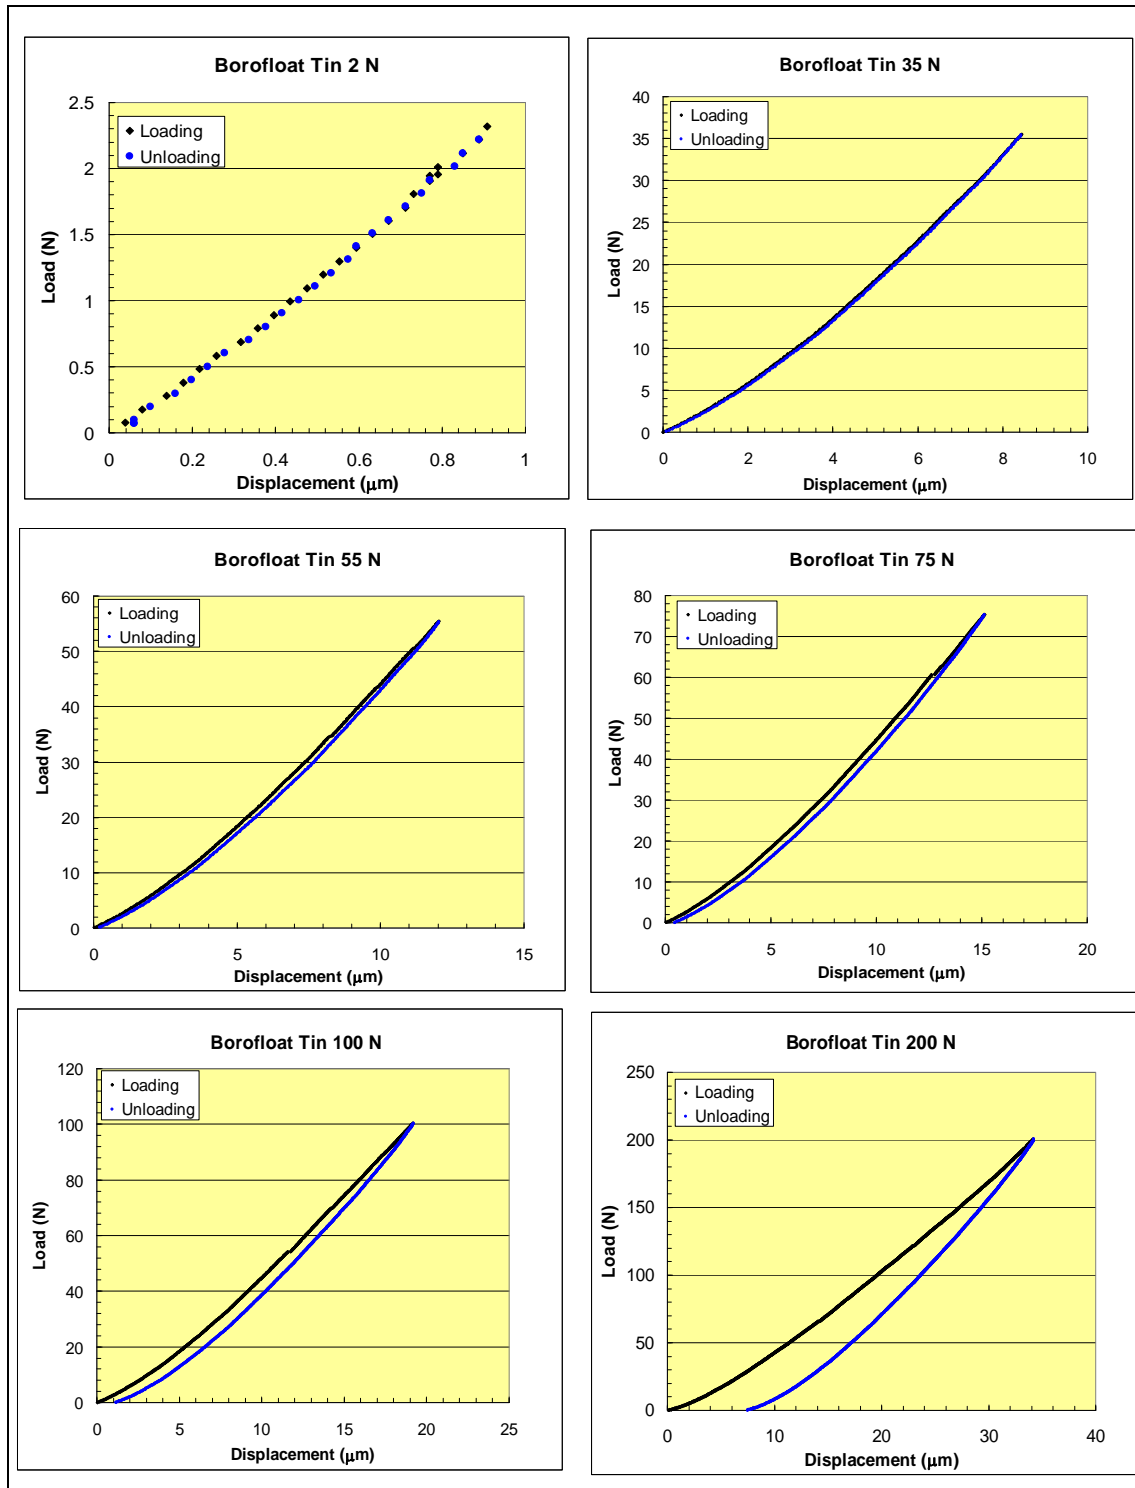 Borofloat Tin 2 N
Load (N)
2.5
2
1.5
1
0.5
0
Loading
Unloading
0 0.2 0.4 0.6 0.8 1
Displacement (μm)
Borofloat Tin 35 N
Load (N)
40
35
30
25
20
15
10
5
0
Loading
Unloading
0 2 4 6 8 10
Displacement (μm)
Borofloat Tin 55 N
Load (N)
60
50
40
30
20
10
0
Loading
Unloading
0 5 10 15
Displacement (μm)
Borofloat Tin 75 N
Load (N)
80
70
60
50
40
30
20
10
0
Loading
Unloading
0 5 10 15 20
Displacement (μm)
Borofloat Tin 100 N
Load (N)
120
100
80
60
40
20
0
Loading
Unloading
0 5 10 15 20 25
Displacement (μm)
Borofloat Tin 200 N
Load (N)
250
200
150
100
50
0
Loading
Unloading
0 10 20 30 40
Displacement (μm)